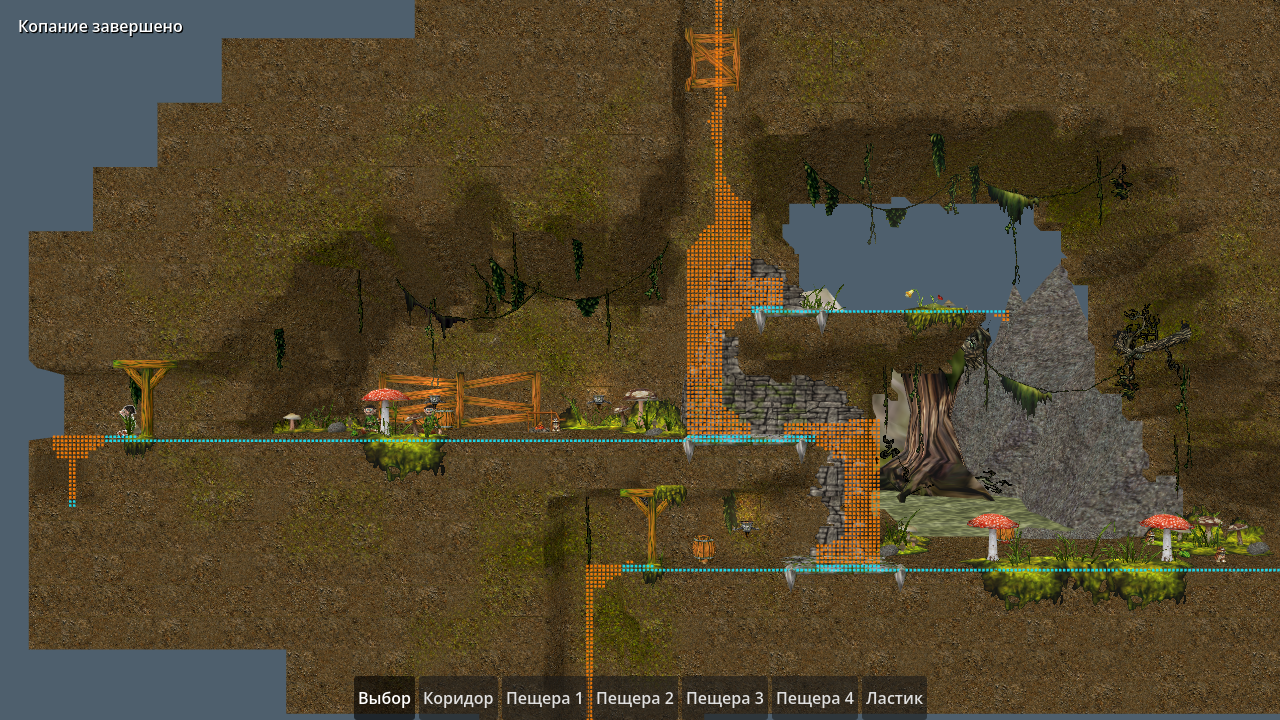 Копание завершено
Выбор Коридор Пещера 1 Пещера 2 Пещера 3 Пещера 4 Ластик